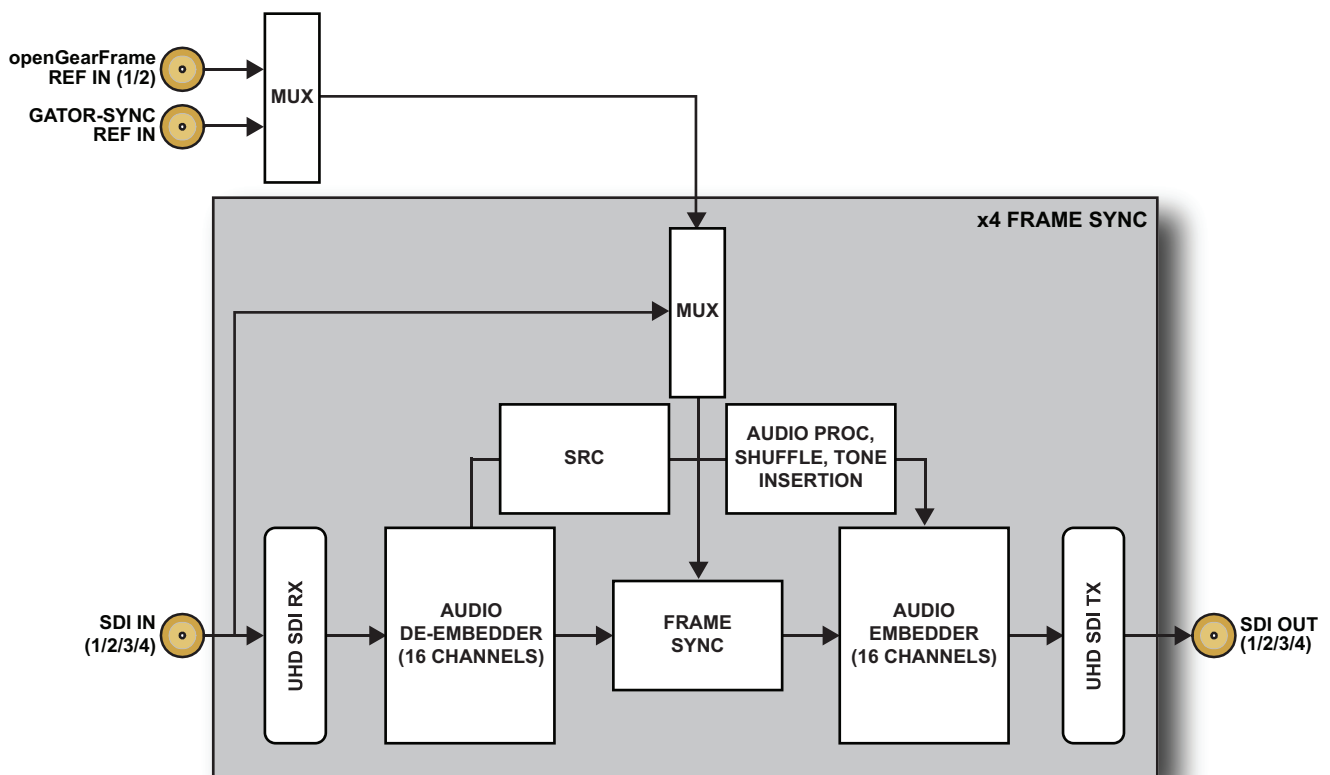 openGearFrame
REF IN (1/2)
MUX
GATOR-SYNC
REF IN
x4 FRAME SYNC
MUX
SRC
AUDIO PROC,
SHUFFLE, TONE
INSERTION
SDI IN
(1/2/3/4)
UHD SDI RX
AUDIO
DE-EMBEDDER
(16 CHANNELS)
FRAME
SYNC
AUDIO
EMBEDDER
(16 CHANNELS)
UHD SDI TX
SDI OUT
(1/2/3/4)